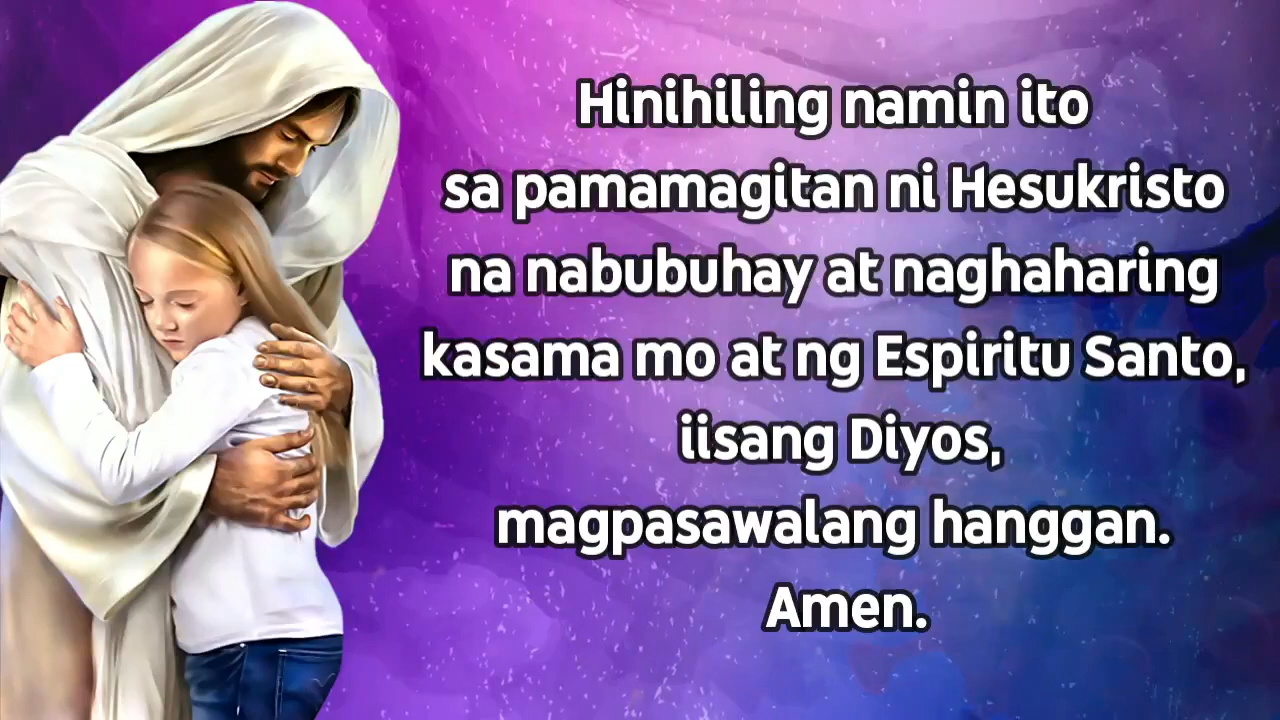 Hinihiling namin ito
sa pamamagitan ni Hesukristo
na nabubuhay at naghaharing
kasama mo at ng Espiritu Santo,
iisang Diyos,
magpasawalang hanggan.
Amen.